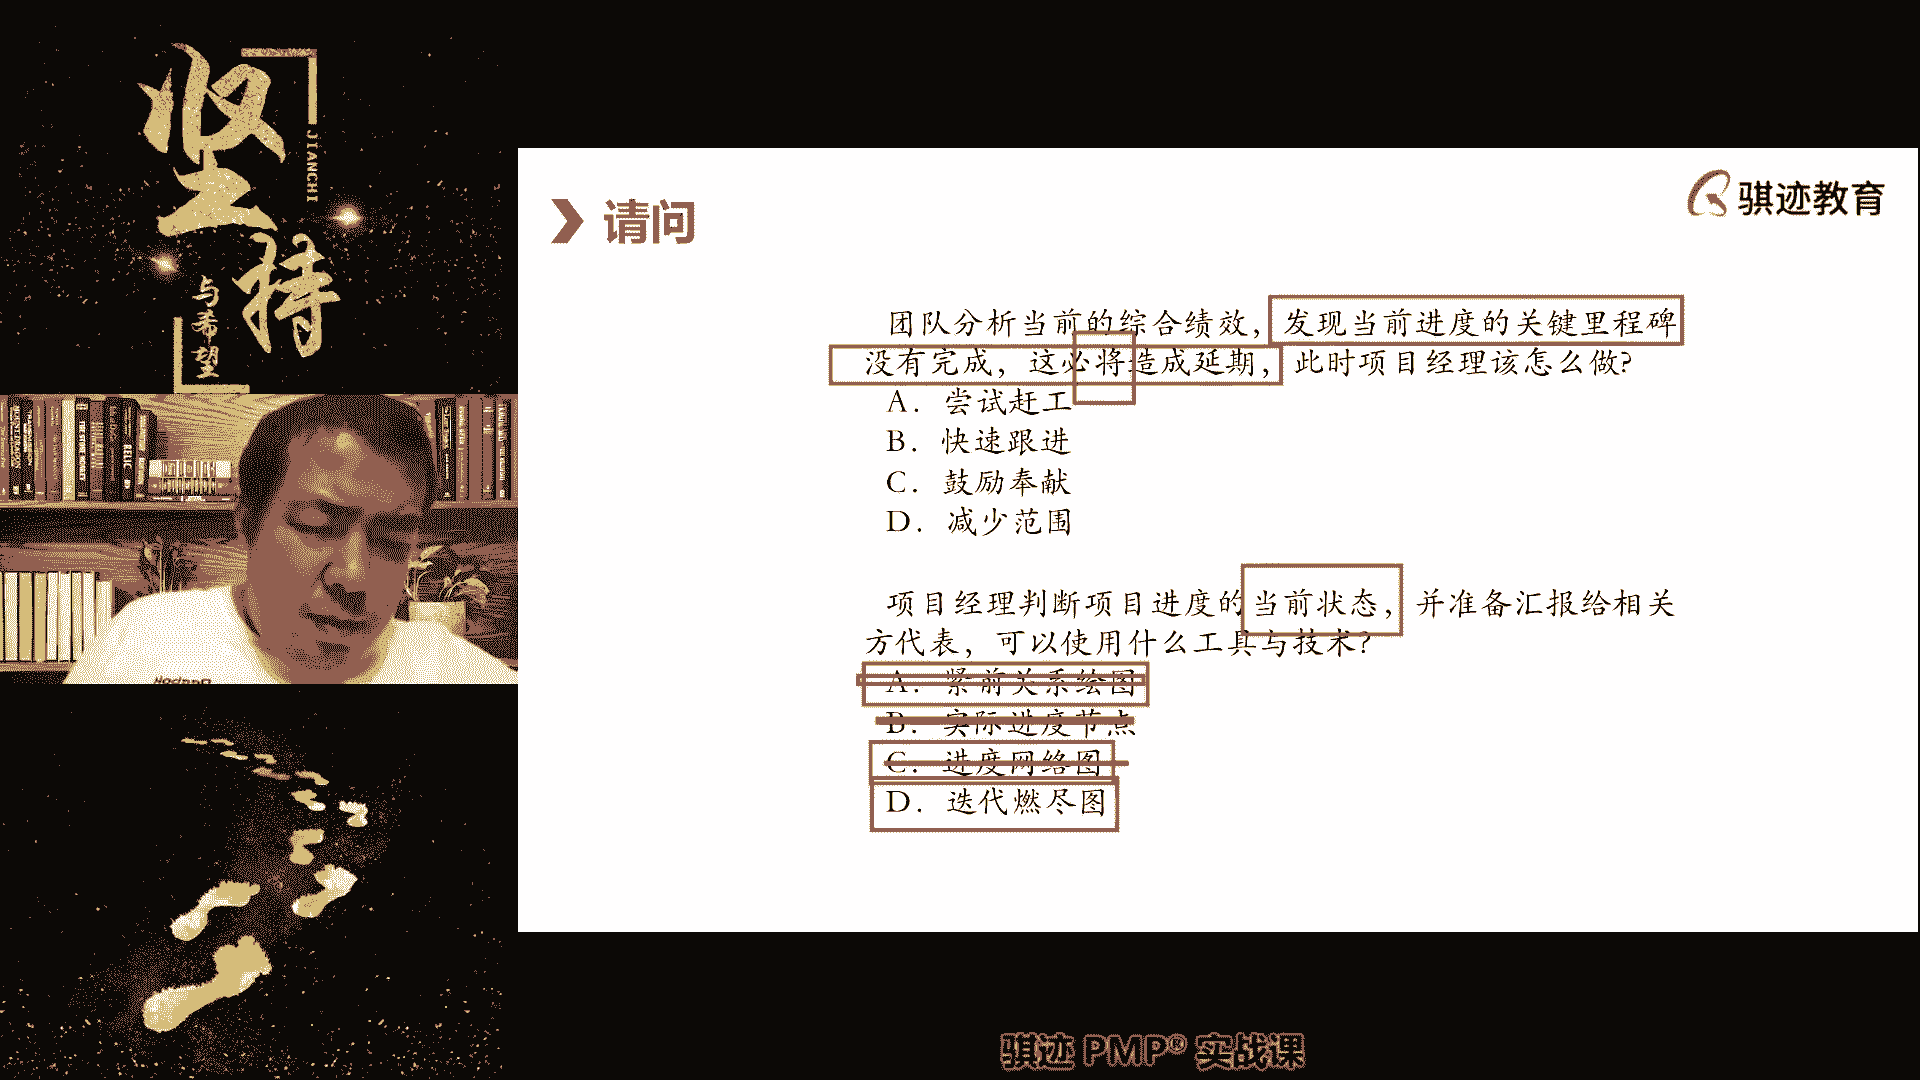 坚持
JIANCHI
与希望
请问
骐迹教育
团队分析当前的综合绩效，发现当前进度的关键里程碑
没有完成，这必将造成延期，此时项目经理该怎么做?
A. 尝试赶工
B. 快速跟进
C. 鼓励奉献
D. 减少范围
项目经理判断项目进度的当前状态，并准备汇报给相关
方代表，可以使用什么工具与技术?
A. 紧前关系绘图
B. 实际进度节点
C. 进度网络图
D. 迭代燃尽图
骐迹 PMP® 实战课